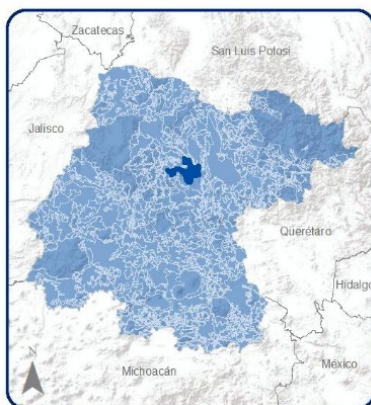 Zacatecas
San Luis Potosí
Jalisco
Querétaro
Hidalgo
N
México
Michoacán